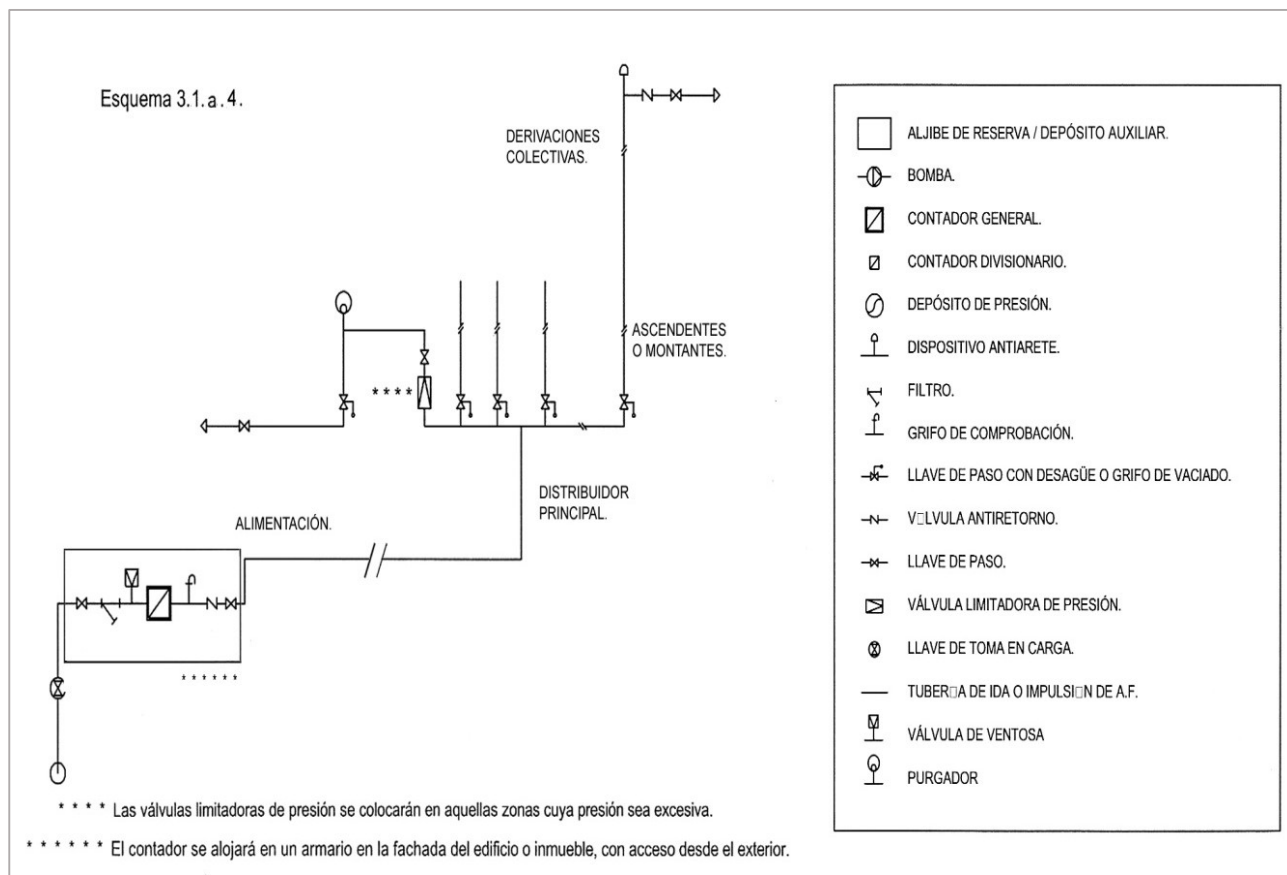 Esquema 3.1.a.4.
DERIVACIONES
COLECTIVAS.
ASCENDENTES
O MONTANTES.
* * * *
DISTRIBUIDOR
PRINCIPAL.
ALIMENTACIÓN.
* * * * * *
* * * * Las válvulas limitadoras de presión se colocarán en aquellas zonas cuya presión sea excesiva.
* * * * * * El contador se alojará en un armario en la fachada del edificio o inmueble, con acceso desde el exterior.
ALJIBE DE RESERVA / DEPÓSITO AUXILIAR.
BOMBA.
CONTADOR GENERAL.
CONTADOR DIVISIONARIO.
DEPÓSITO DE PRESIÓN.
DISPOSITIVO ANTIARETE.
FILTRO.
GRIFO DE COMPROBACIÓN.
LLAVE DE PASO CON DESAGÜE O GRIFO DE VACIADO.
V□LVULA ANTIRETORNO.
LLAVE DE PASO.
VÁLVULA LIMITADORA DE PRESIÓN.
LLAVE DE TOMA EN CARGA.
TUBER□A DE IDA O IMPULSI□N DE A.F.
VÁLVULA DE VENTOSA
PURGADOR